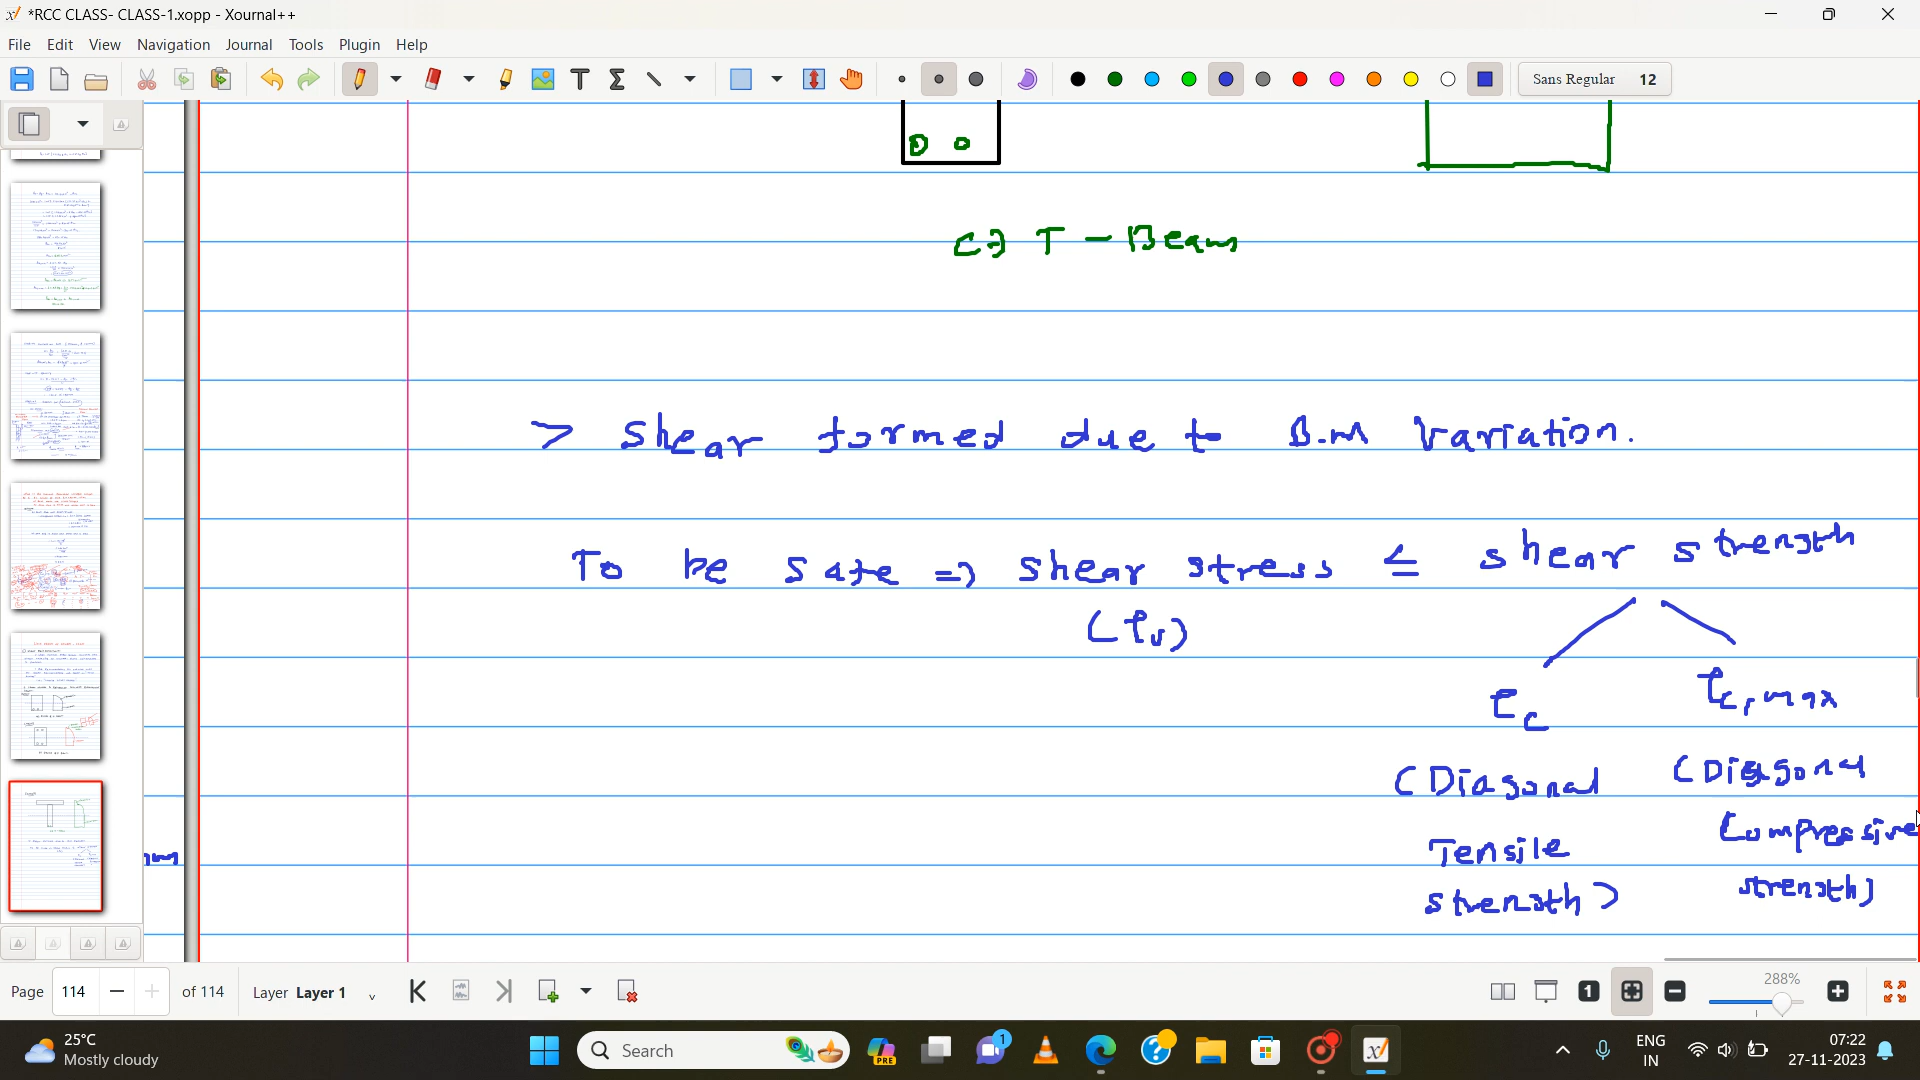 *RCC CLASS- CLASS-1.xopp - Xournal++
File Edit View Navigation Journal Tools Plugin Help
Sans Regular 12
c) T - Beam
> Shear formed due to B.M Variation.
To be safe => shear stress ≤ shear strength
(τv)
τc τc,max
(Diagonal (Diagonal
Tensile Compressive
strength) strength)
Page 114 of 114 Layer Layer 1 288%
25°C
Mostly cloudy
Search
PRE
1
ENG
IN
07:22
27-11-2023